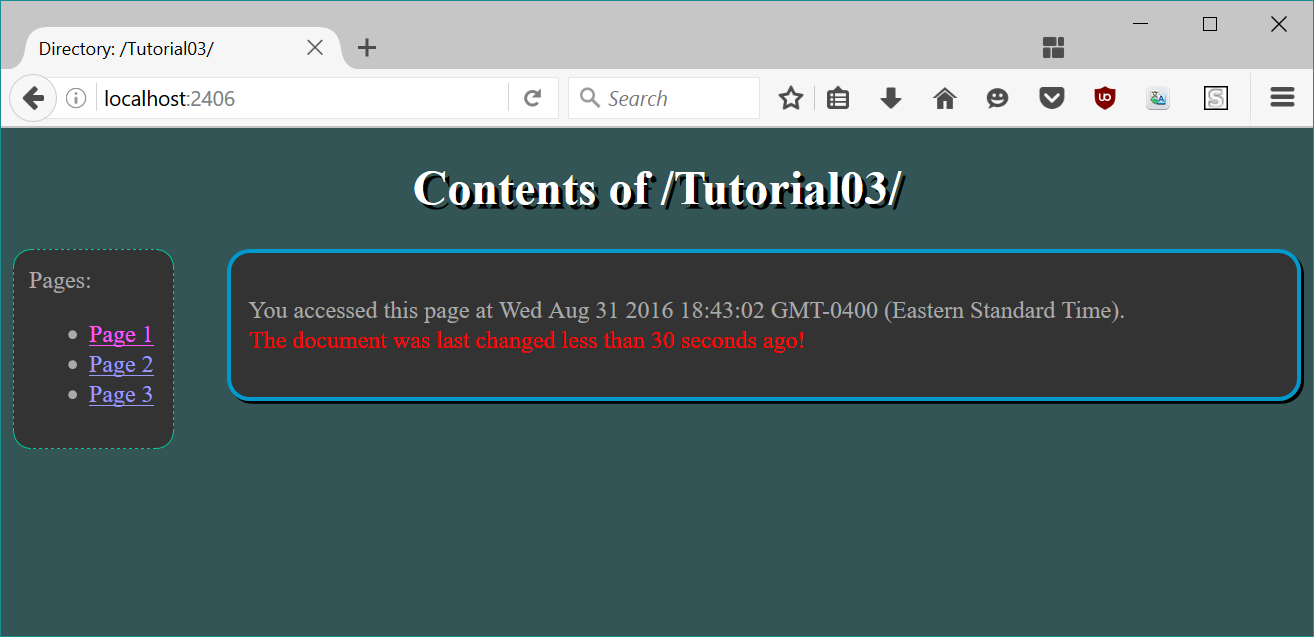 Directory: /Tutorial03/
localhost:2406
Search
Contents of /Tutorial03/
Pages:
Page 1
Page 2
Page 3
You accessed this page at Wed Aug 31 2016 18:43:02 GMT-0400 (Eastern Standard Time).
The document was last changed less than 30 seconds ago!